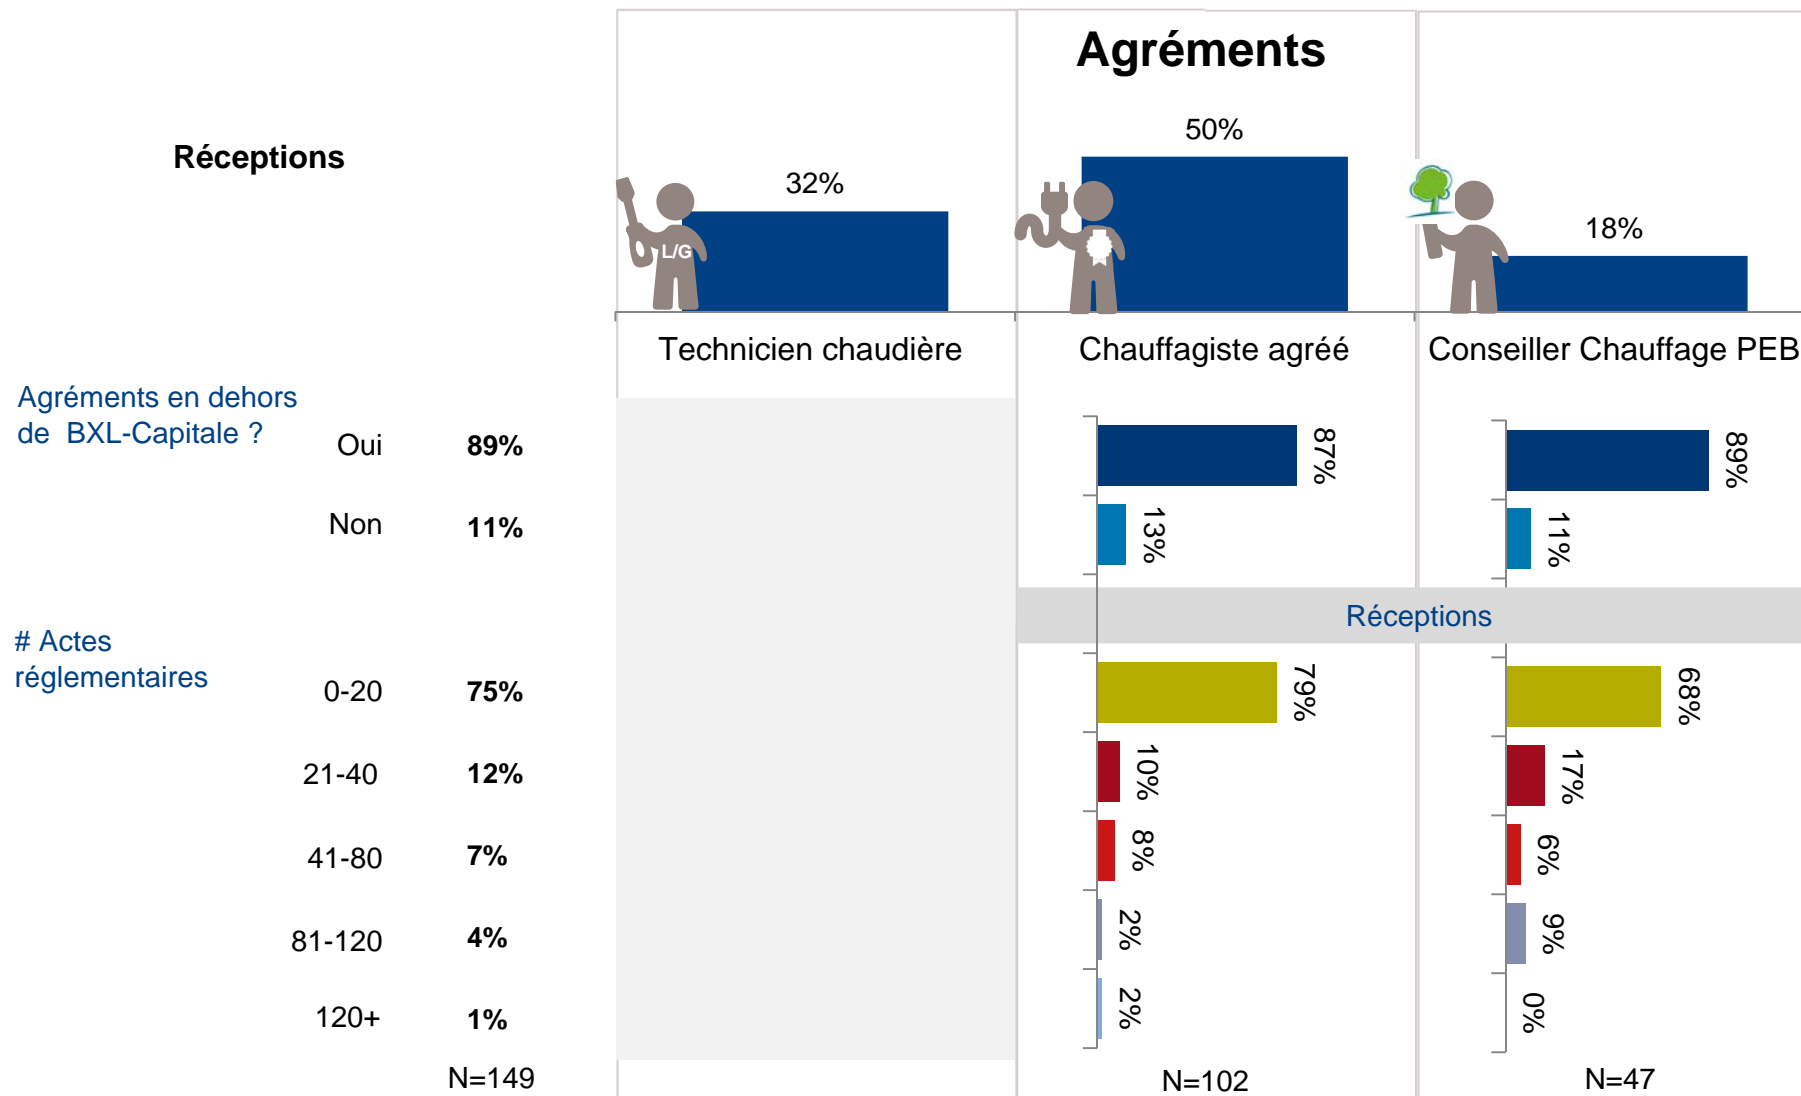 Agréments
Réceptions
32%
50%
18%
L/G
Technicien chaudière
Chauffagiste agréé
Conseiller Chauffage PEB
Agréments en dehors
de BXL-Capitale ?
Oui 89%
87%
89%
Non 11%
13%
11%
Réceptions
# Actes
réglementaires
0-20 75%
79%
68%
21-40 12%
10%
17%
41-80 7%
8%
6%
81-120 4%
2%
9%
120+ 1%
2%
0%
N=149
N=102
N=47